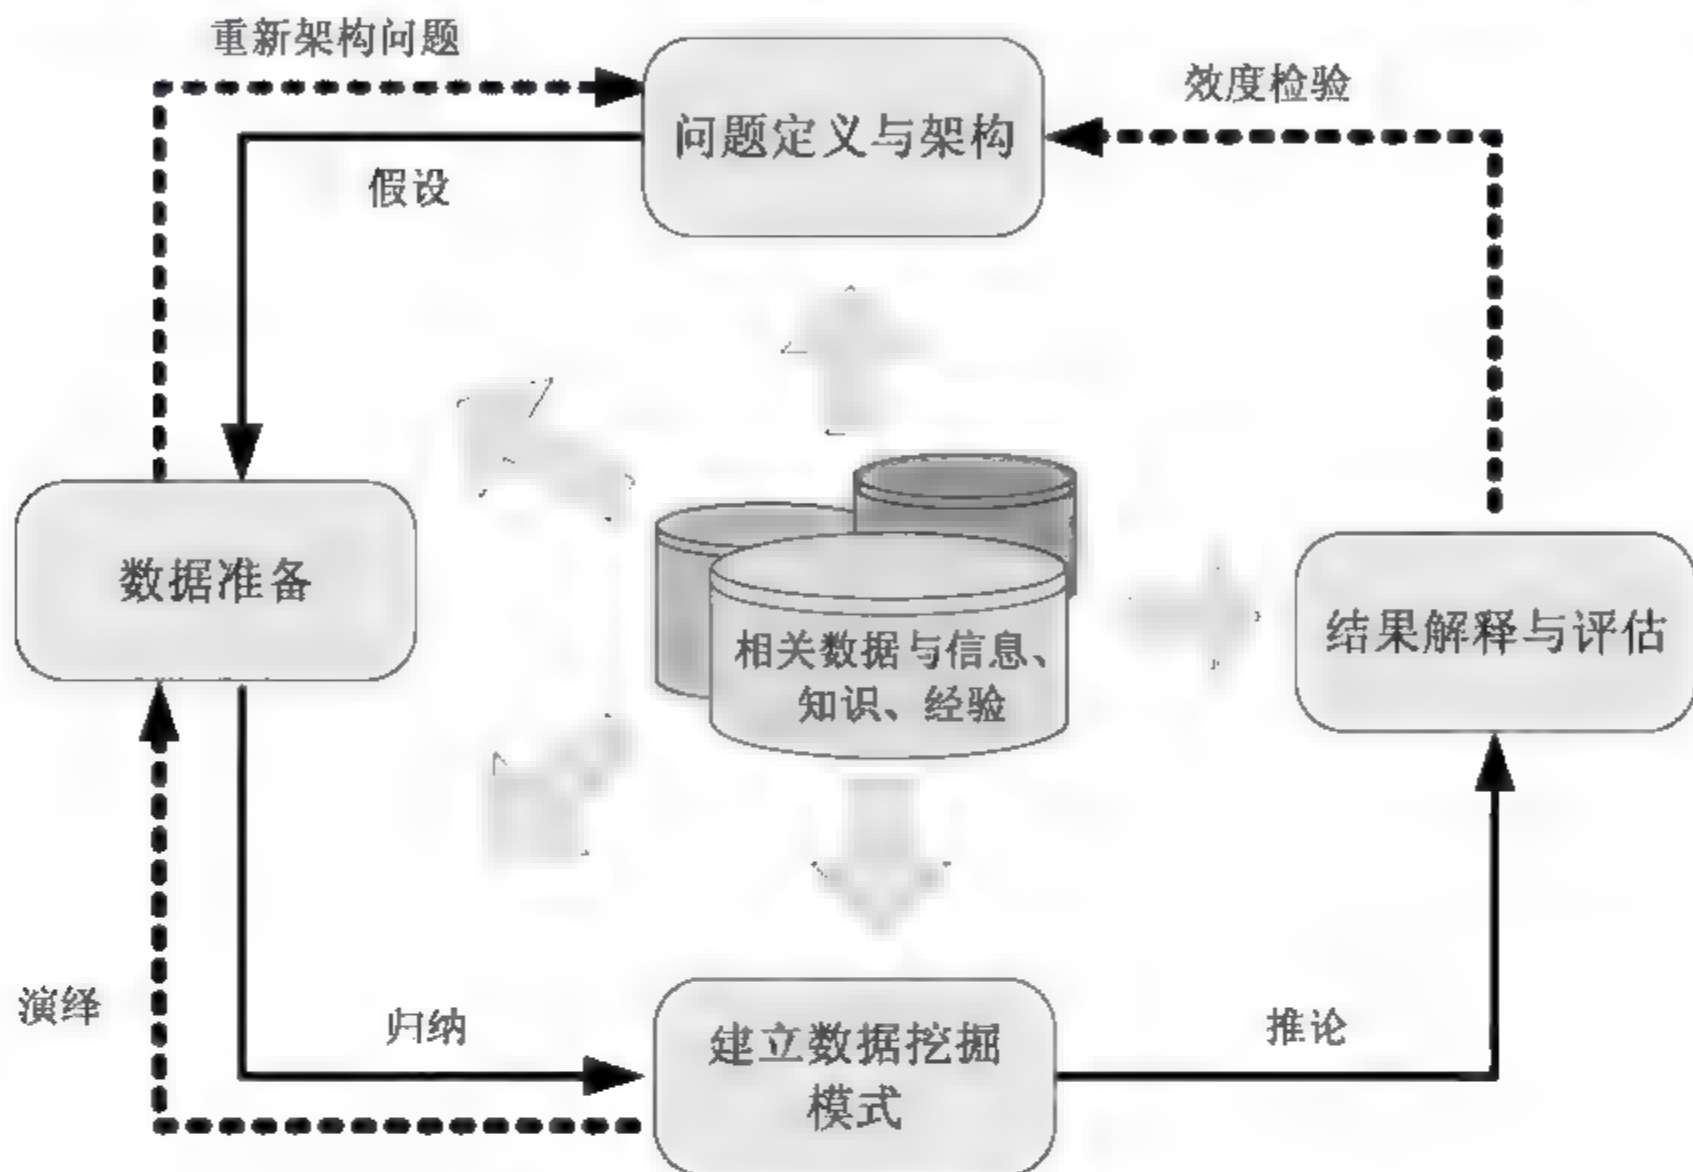 重新架构问题
效度检验
问题定义与架构
假设
数据准备
相关数据与信息、
知识、经验
结果解释与评估
演绎
归纳
推论
建立数据挖掘
模式